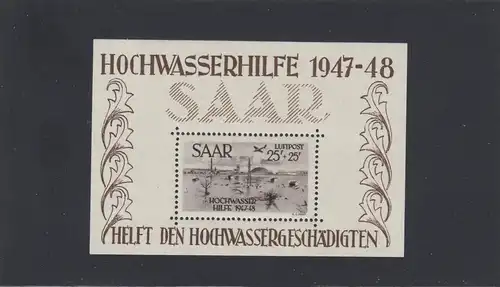 HOCHWASSERHILFE 1947-48
SAAR
SAAR
LUFTPOST
25F+25F
HOCHWASSER
HILFE 1947-48
HELFT DEN HOCHWASSERGESCHÄDIGTEN